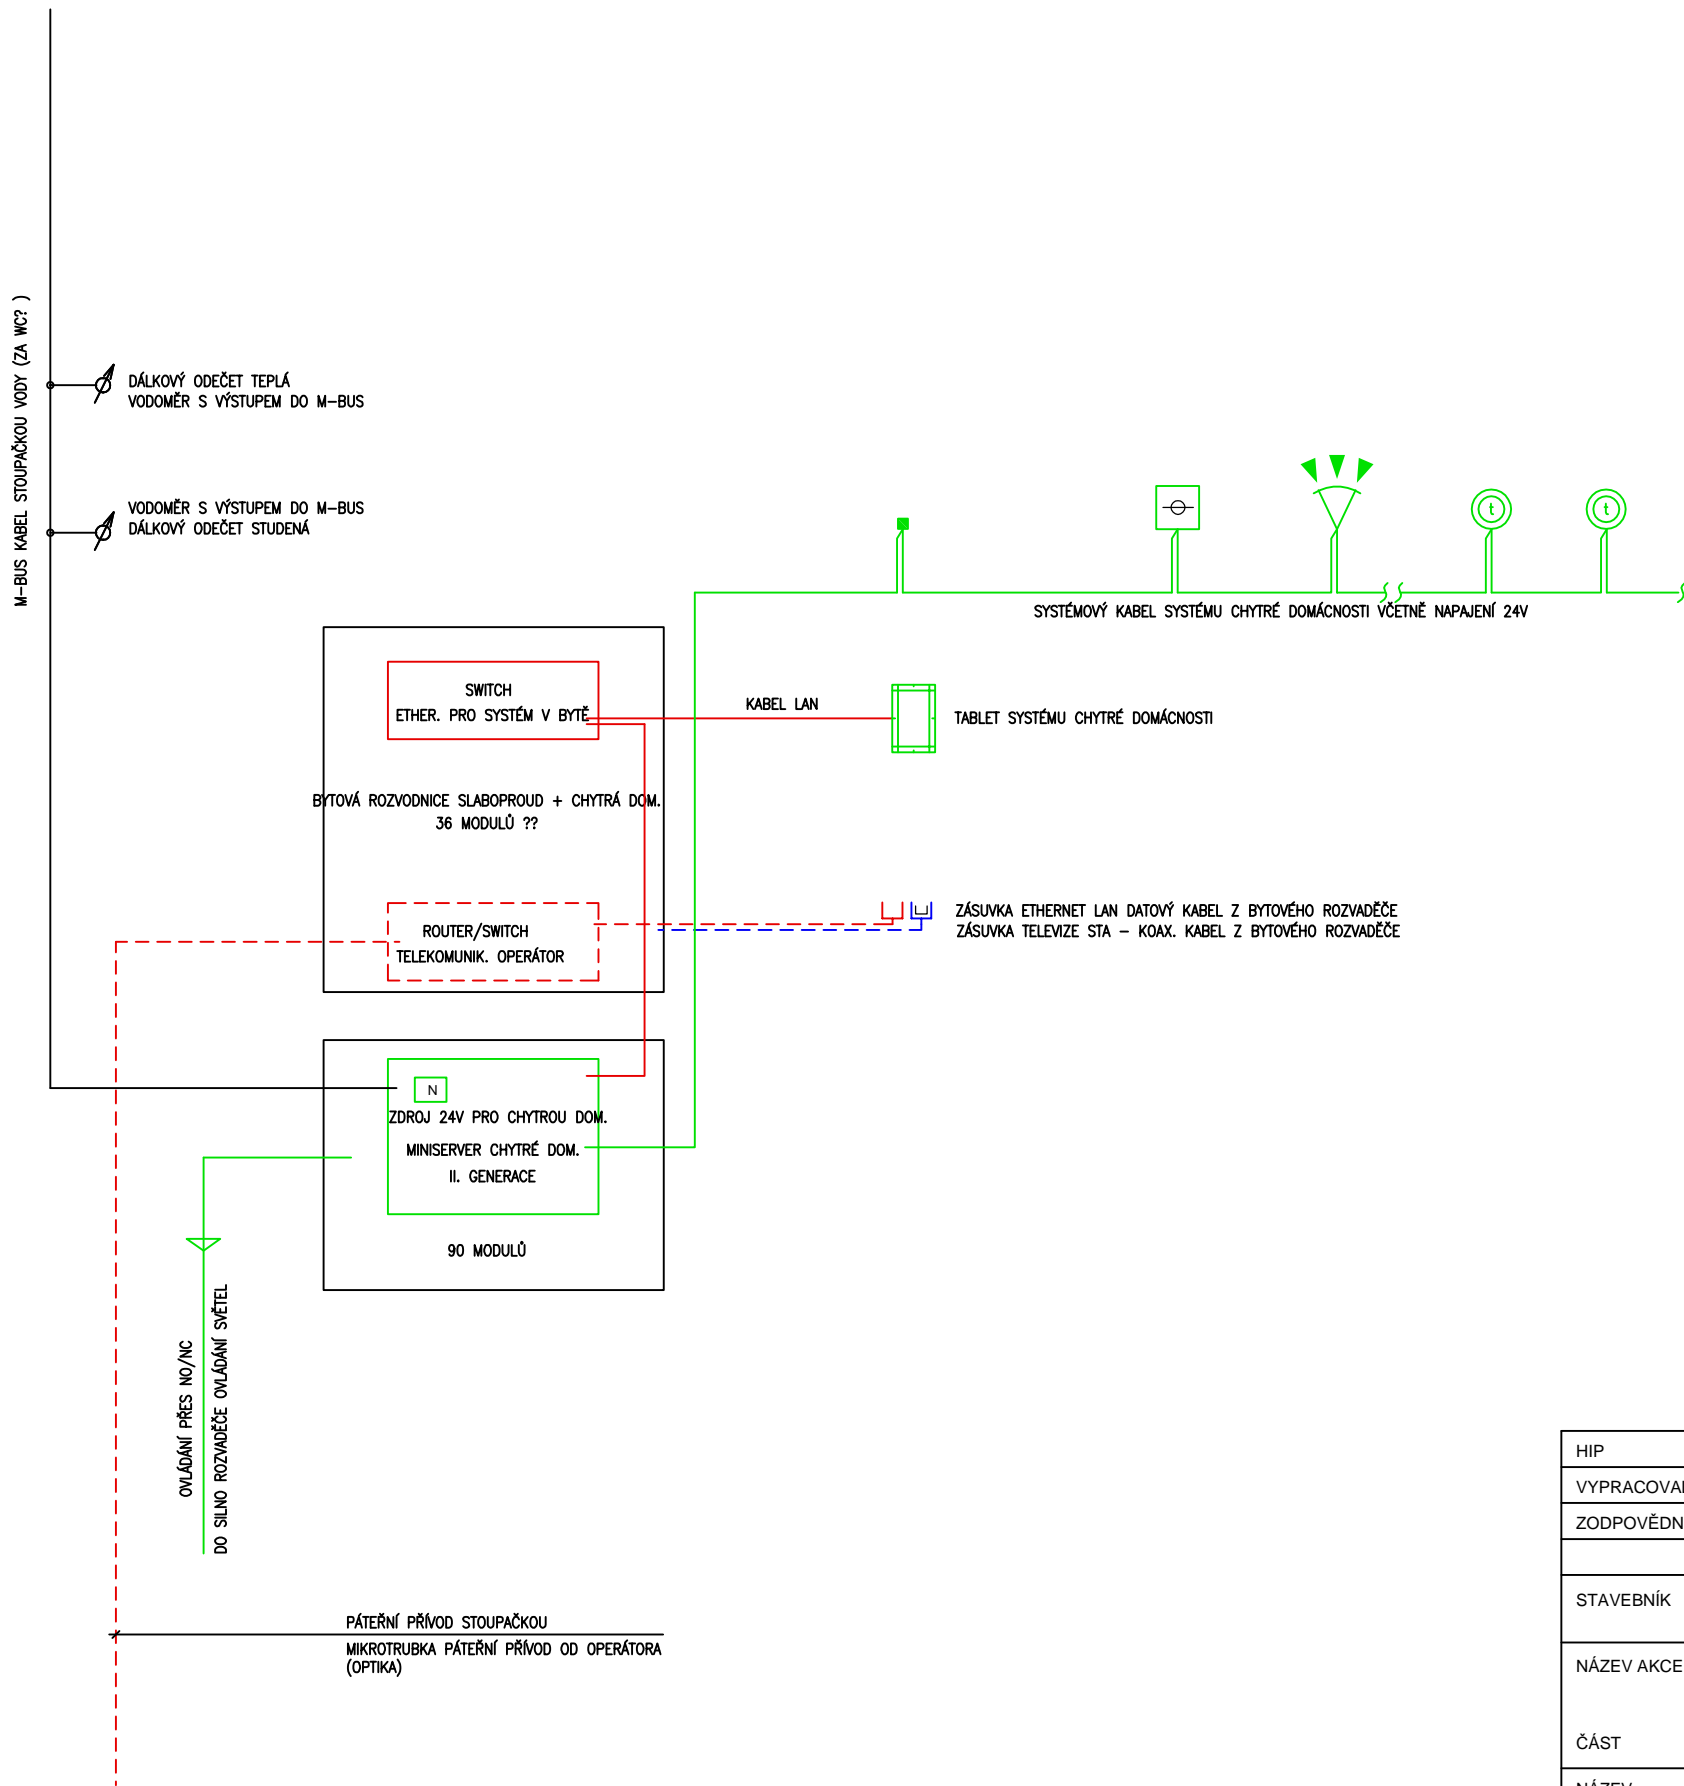 M-BUS KABEL STOUPAČKOU VODY (ZA WC? )
DÁLKOVÝ ODEČET TEPLÁ
VODOMĚR S VÝSTUPEM DO M-BUS
VODOMĚR S VÝSTUPEM DO M-BUS
DÁLKOVÝ ODEČET STUDENÁ
t
t
SYSTÉMOVÝ KABEL SYSTÉMU CHYTRÉ DOMÁCNOSTI VČETNĚ NAPAJENÍ 24V
SWITCH
ETHER. PRO SYSTÉM V BYTĚ
KABEL LAN
TABLET SYSTÉMU CHYTRÉ DOMÁCNOSTI
BYTOVÁ ROZVODNICE SLABOPROUD + CHYTRÁ DOM.
36 MODULŮ ??
ROUTER/SWITCH
TELEKOMUNIK. OPERÁTOR
ZÁSUVKA ETHERNET LAN DATOVÝ KABEL Z BYTOVÉHO ROZVADĚČE
ZÁSUVKA TELEVIZE STA - KOAX. KABEL Z BYTOVÉHO ROZVADĚČE
N
ZDROJ 24V PRO CHYTROU DOM.
MINISERVER CHYTRÉ DOM.
II. GENERACE
90 MODULŮ
OVLÁDÁNÍ PŘES NO/NC
DO SILNO ROZVADĚČE OVLÁDÁNÍ SVĚTEL
PÁTEŘNÍ PŘÍVOD STOUPAČKOU
MIKROTRUBKA PÁTEŘNÍ PŘÍVOD OD OPERÁTORA
(OPTIKA)
HIP
VYPRACOVAL
ZODPOVĚDN
STAVEBNÍK
NÁZEV AKCE
ČÁST
NÁZEV